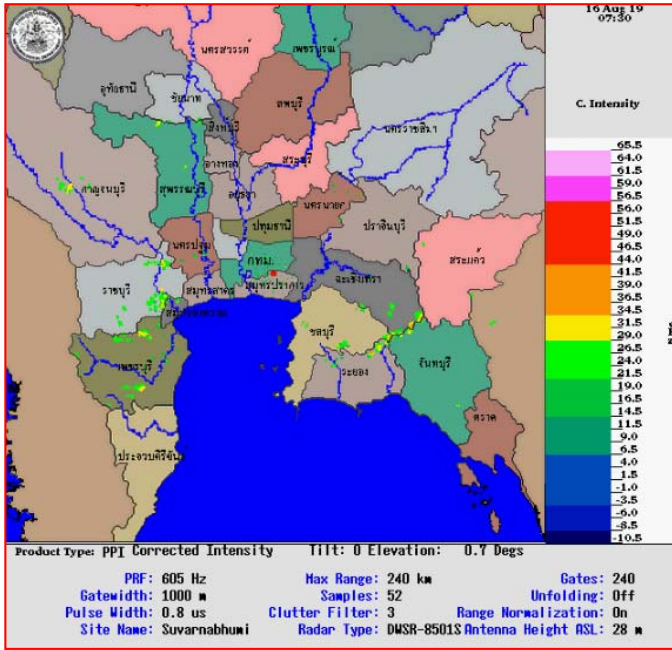 16 Aug 19
07:30
นครสวรรค์
เพชรบูรณ์
อุทัยธานี
ชัยนาท
ลพบุรี
สิงห์บุรี
นครราชสีมา
อ่างทอง
สระบุรี
กาญจนบุรี
สุพรรณบุรี
อยุธยา
นครนายก
ปราจีนบุรี
ปทุมธานี
นครปฐม
สระแก้ว
กทม.
ราชบุรี
สมุทรสาคร
สมุทรปราการ
ฉะเชิงเทรา
สมุทรสงคราม
ชลบุรี
เพชรบุรี
ระยอง
จันทบุรี
ตราด
ประจวบคีรีขันธ์
C. Intensity
65.5
64.0
61.5
59.0
56.5
56.0
51.5
49.0
46.5
44.0
41.5
39.0
36.5
34.5
31.5
29.0
26.5
24.0
21.5
19.0
16.5
14.5
11.5
9.0
6.0
4.0
1.5
-1.0
-3.5
-6.0
-8.5
-10.5
Product Type: PPI Corrected Intensity Tilt: 0 Elevation: 0.7 Degs
PRF: 605 Hz Max Range: 240 km Gates: 240
Gatewidth: 1000 m Samples: 52 Unfolding: Off
Pulse Width: 0.8 us Clutter Filter: 3 Range Normalization: On
Site Name: Suvarnabhumi Radar Type: DWSR-8501S Antenna Height ASL: 28 m